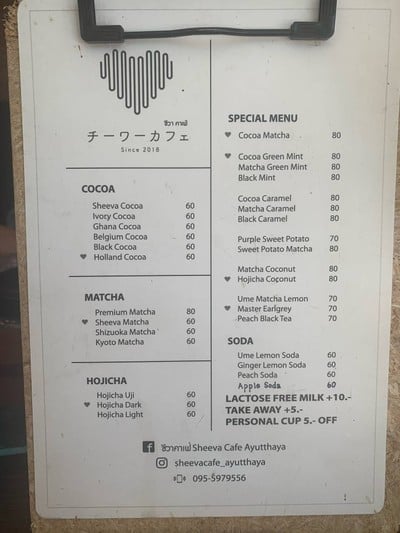 ชีวา คาเฟ่
チーワーカフェ
Since 2018
COCOA
Sheeva Cocoa 60
Ivory Cocoa 60
Ghana Cocoa 60
Belgium Cocoa 60
Black Cocoa 60
♥ Holland Cocoa 60
MATCHA
Premium Matcha 80
♥ Sheeva Matcha 60
Shizuoka Matcha 60
Kyoto Matcha 60
HOJICHA
Hojicha Uji 60
♥ Hojicha Dark 60
Hojicha Light 60
SPECIAL MENU
♥ Cocoa Matcha 80
♥ Cocoa Green Mint 80
Matcha Green Mint 80
Black Mint 80
Cocoa Caramel 80
Matcha Caramel 80
Black Caramel 80
Purple Sweet Potato 70
Sweet Potato Matcha 80
Matcha Coconut 80
♥ Hojicha Coconut 80
Ume Matcha Lemon 70
♥ Master Earlgrey 70
Peach Black Tea 70
SODA
Ume Lemon Soda 60
Ginger Lemon Soda 60
Peach Soda 60
Apple Soda 60
LACTOSE FREE MILK +10.-
TAKE AWAY +5.-
PERSONAL CUP 5.- OFF
ชีวาคาเฟ่ Sheeva Cafe Ayutthaya
sheevacafe_ayutthaya
095-5979556